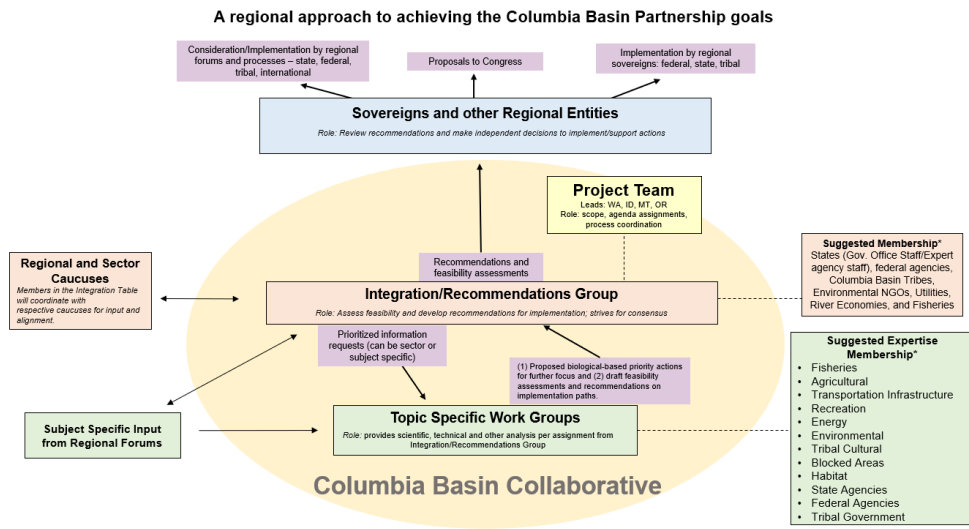 A regional approach to achieving the Columbia Basin Partnership goals
Consideration/Implementation by
regional forums and processes – state, federal,
tribal, international
Proposals to Congress
Implementation by regional
sovereigns: federal, state, tribal
Sovereigns and other Regional Entities
Role: Review recommendations and make independent decisions to implement/support actions
Project Team
Leads: WA, ID, MT, OR
Role: scope, agenda assignments,
process coordination
Recommendations and
feasibility assessments
Regional and Sector
Caucuses
Members in the Integration Table
will coordinate with
respective caucuses for input and
alignment.
Integration/Recommendations Group
Role: Assess feasibility and develop recommendations for implementation; strives for consensus
Suggested Membership*
States (Gov. Office Staff/Expert
agency staff), federal agencies,
Columbia Basin Tribes,
Environmental NGOs, Utilities,
River Economies, and Fisheries
Prioritized information
requests (can be sector or
subject specific)
(1) Proposed biological-based priority actions
for further focus and (2) draft feasibility
assessments and recommendations on
implementation paths.
Subject Specific Input
from Regional Forums
Topic Specific Work Groups
Role: provides scientific, technical and other analysis per assignment from
Integration/Recommendations Group
Suggested Expertise
Membership*
• Fisheries
• Agricultural
• Transportation Infrastructure
• Recreation
• Energy
• Environmental
• Tribal Cultural
• Blocked Areas
• Habitat
• State Agencies
• Federal Agencies
• Tribal Government
Columbia Basin Collaborative